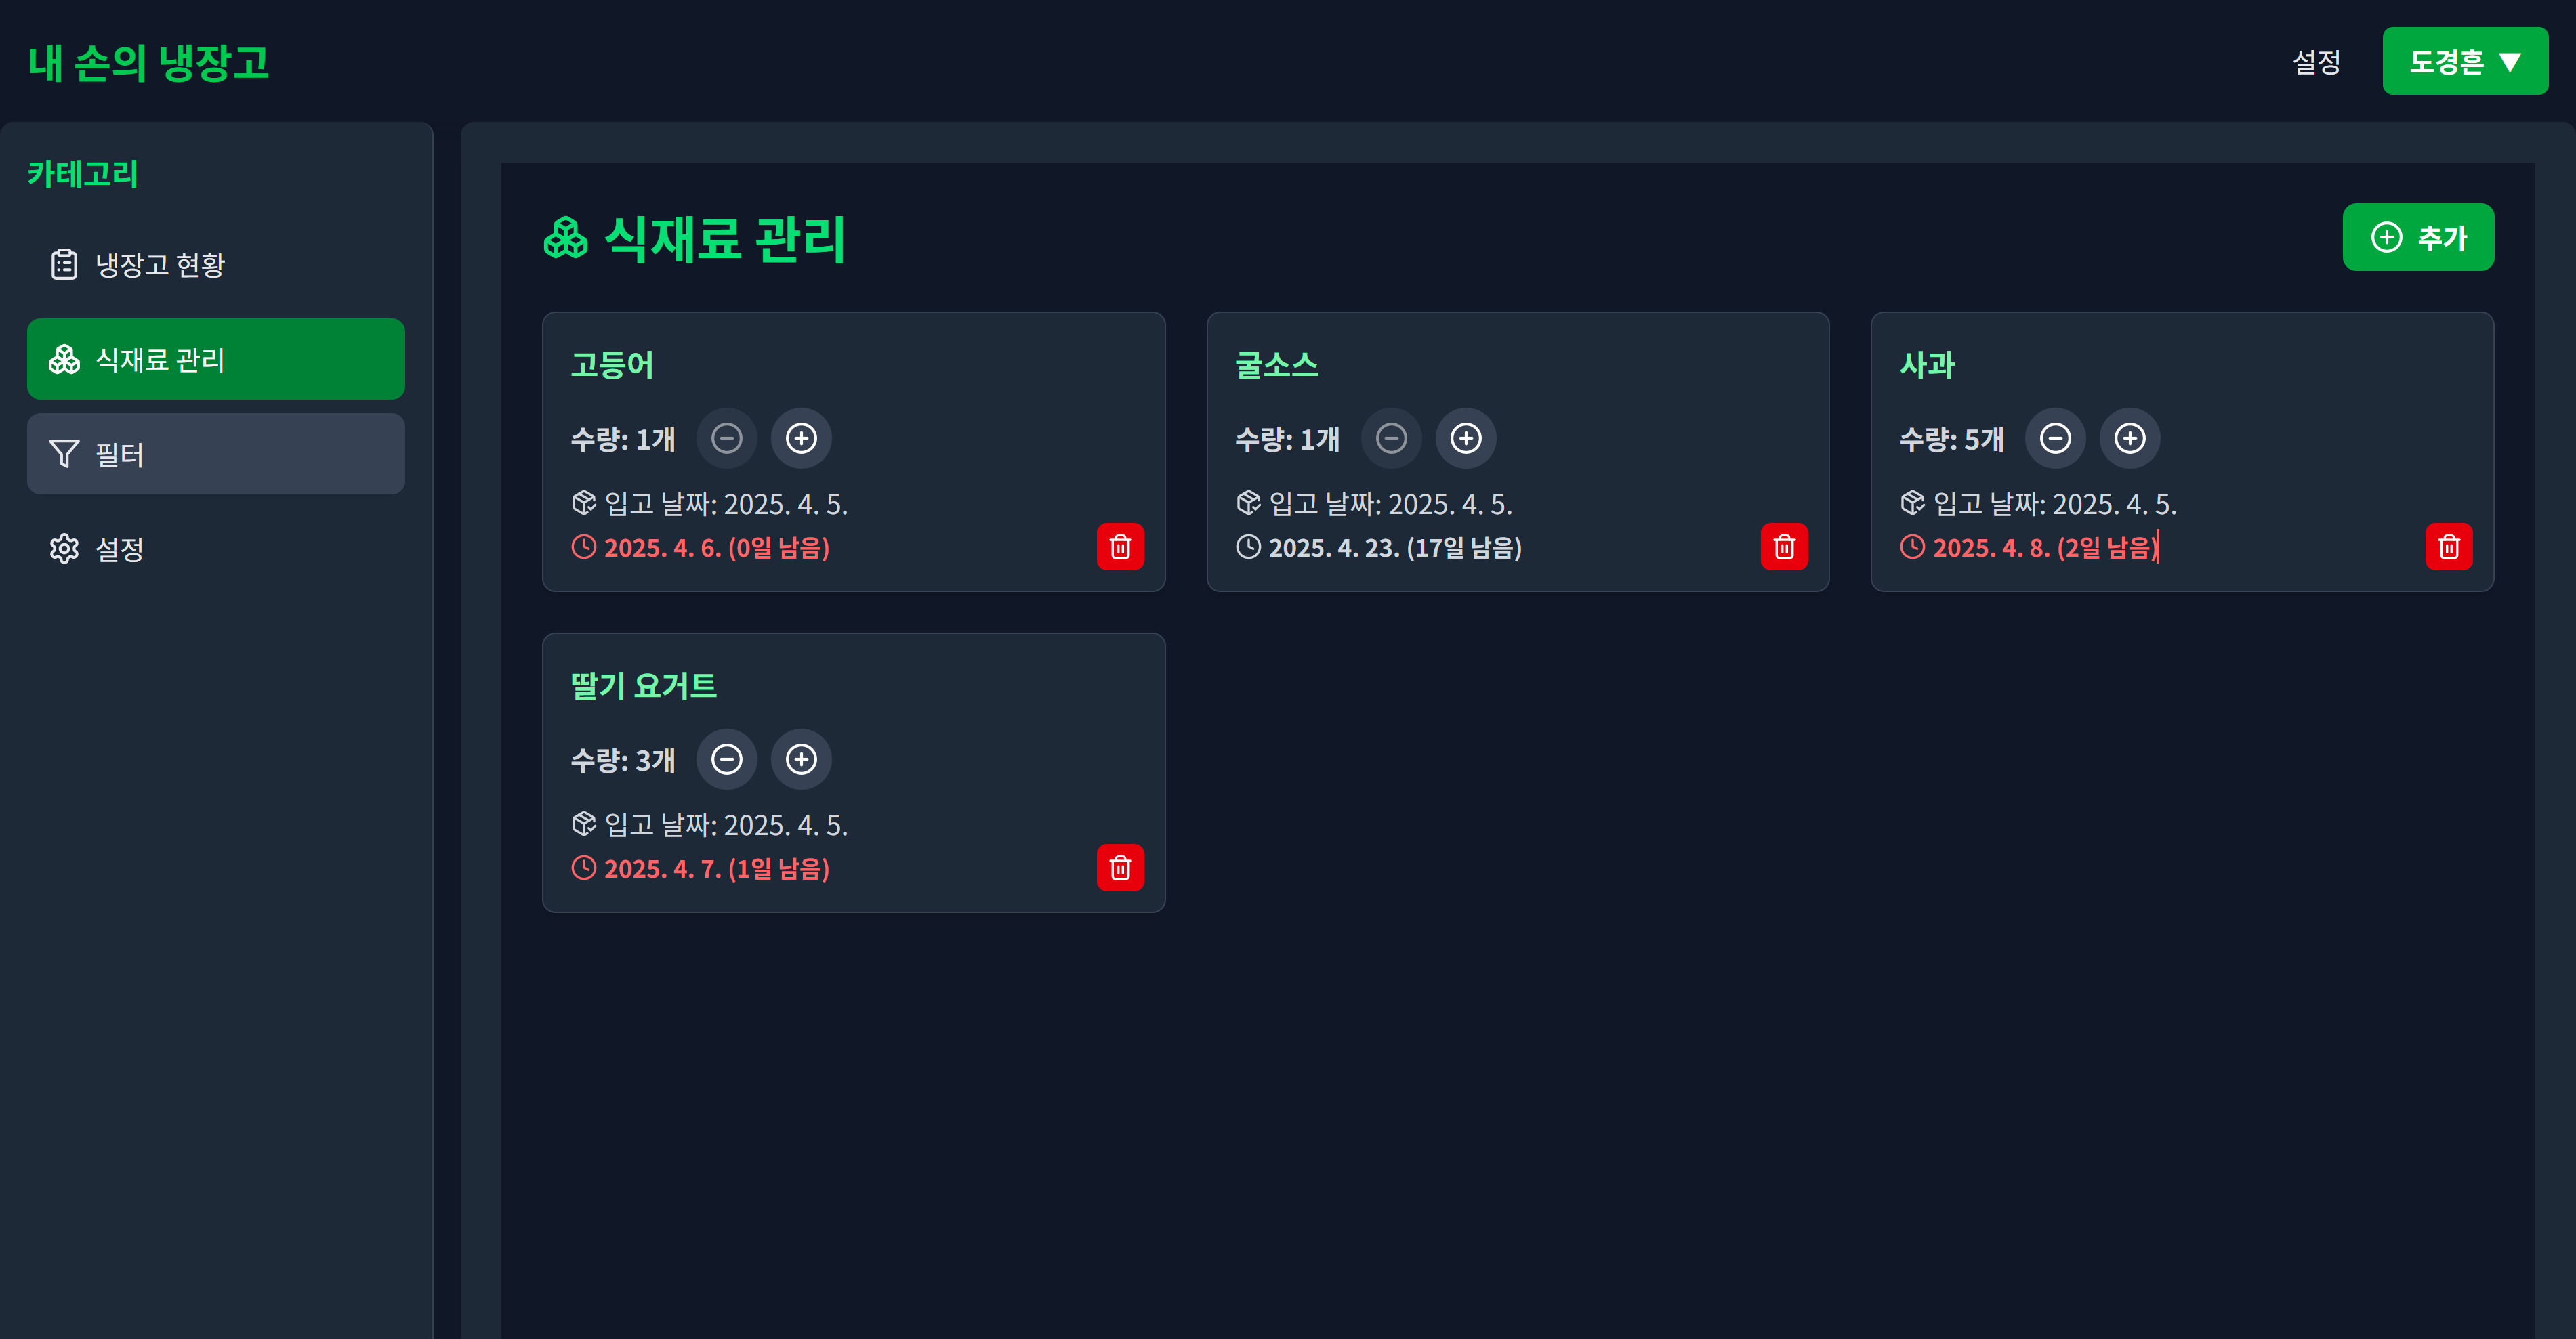 내 손의 냉장고
설정
도경흔 ▼
카테고리
냉장고 현황
식재료 관리
필터
설정
식재료 관리
추가
고등어
수량: 1개
입고 날짜: 2025. 4. 5.
2025. 4. 6. (0일 남음)
굴소스
수량: 1개
입고 날짜: 2025. 4. 5.
2025. 4. 23. (17일 남음)
사과
수량: 5개
입고 날짜: 2025. 4. 5.
2025. 4. 8. (2일 남음)
딸기 요거트
수량: 3개
입고 날짜: 2025. 4. 5.
2025. 4. 7. (1일 남음)